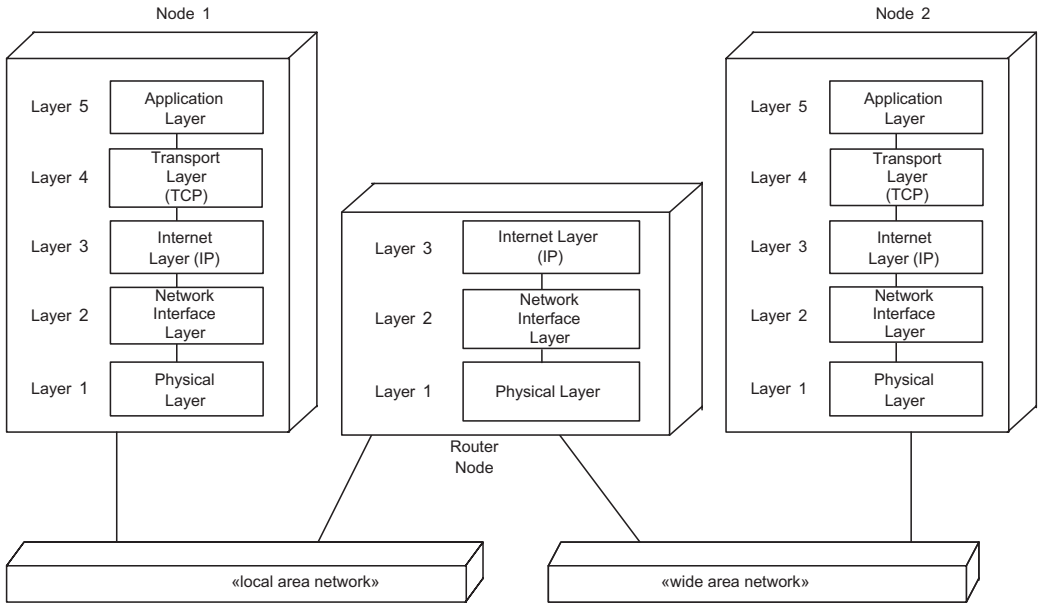 Node 1
Layer 5
Application
Layer
Layer 4
Transport
Layer
(TCP)
Layer 3
Internet
Layer (IP)
Layer 2
Network
Interface
Layer
Layer 1
Physical
Layer
Layer 3
Internet Layer
(IP)
Layer 2
Network
Interface
Layer
Layer 1
Physical Layer
Router
Node
Node 2
Layer 5
Application
Layer
Layer 4
Transport
Layer
(TCP)
Layer 3
Internet
Layer (IP)
Layer 2
Network
Interface
Layer
Layer 1
Physical
Layer
«local area network»
«wide area network»